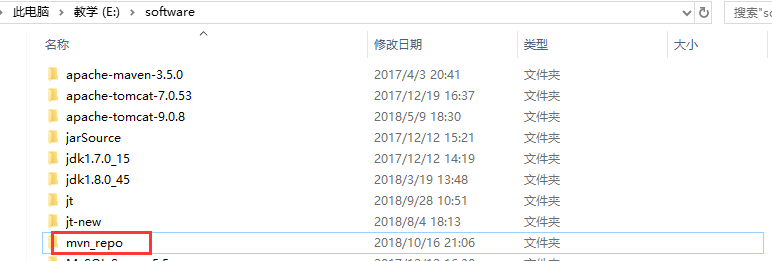 此电脑 > 教学 (E:) > software
搜索"sc
名称 修改日期 类型 大小
apache-maven-3.5.0 2017/4/3 20:41 文件夹
apache-tomcat-7.0.53 2017/12/19 16:37 文件夹
apache-tomcat-9.0.8 2018/5/9 18:30 文件夹
jarSource 2017/12/12 15:21 文件夹
jdk1.7.0_15 2017/12/12 14:19 文件夹
jdk1.8.0_45 2018/3/19 13:48 文件夹
jt 2018/9/28 10:51 文件夹
jt-new 2018/8/4 18:13 文件夹
mvn_repo 2018/10/16 21:06 文件夹